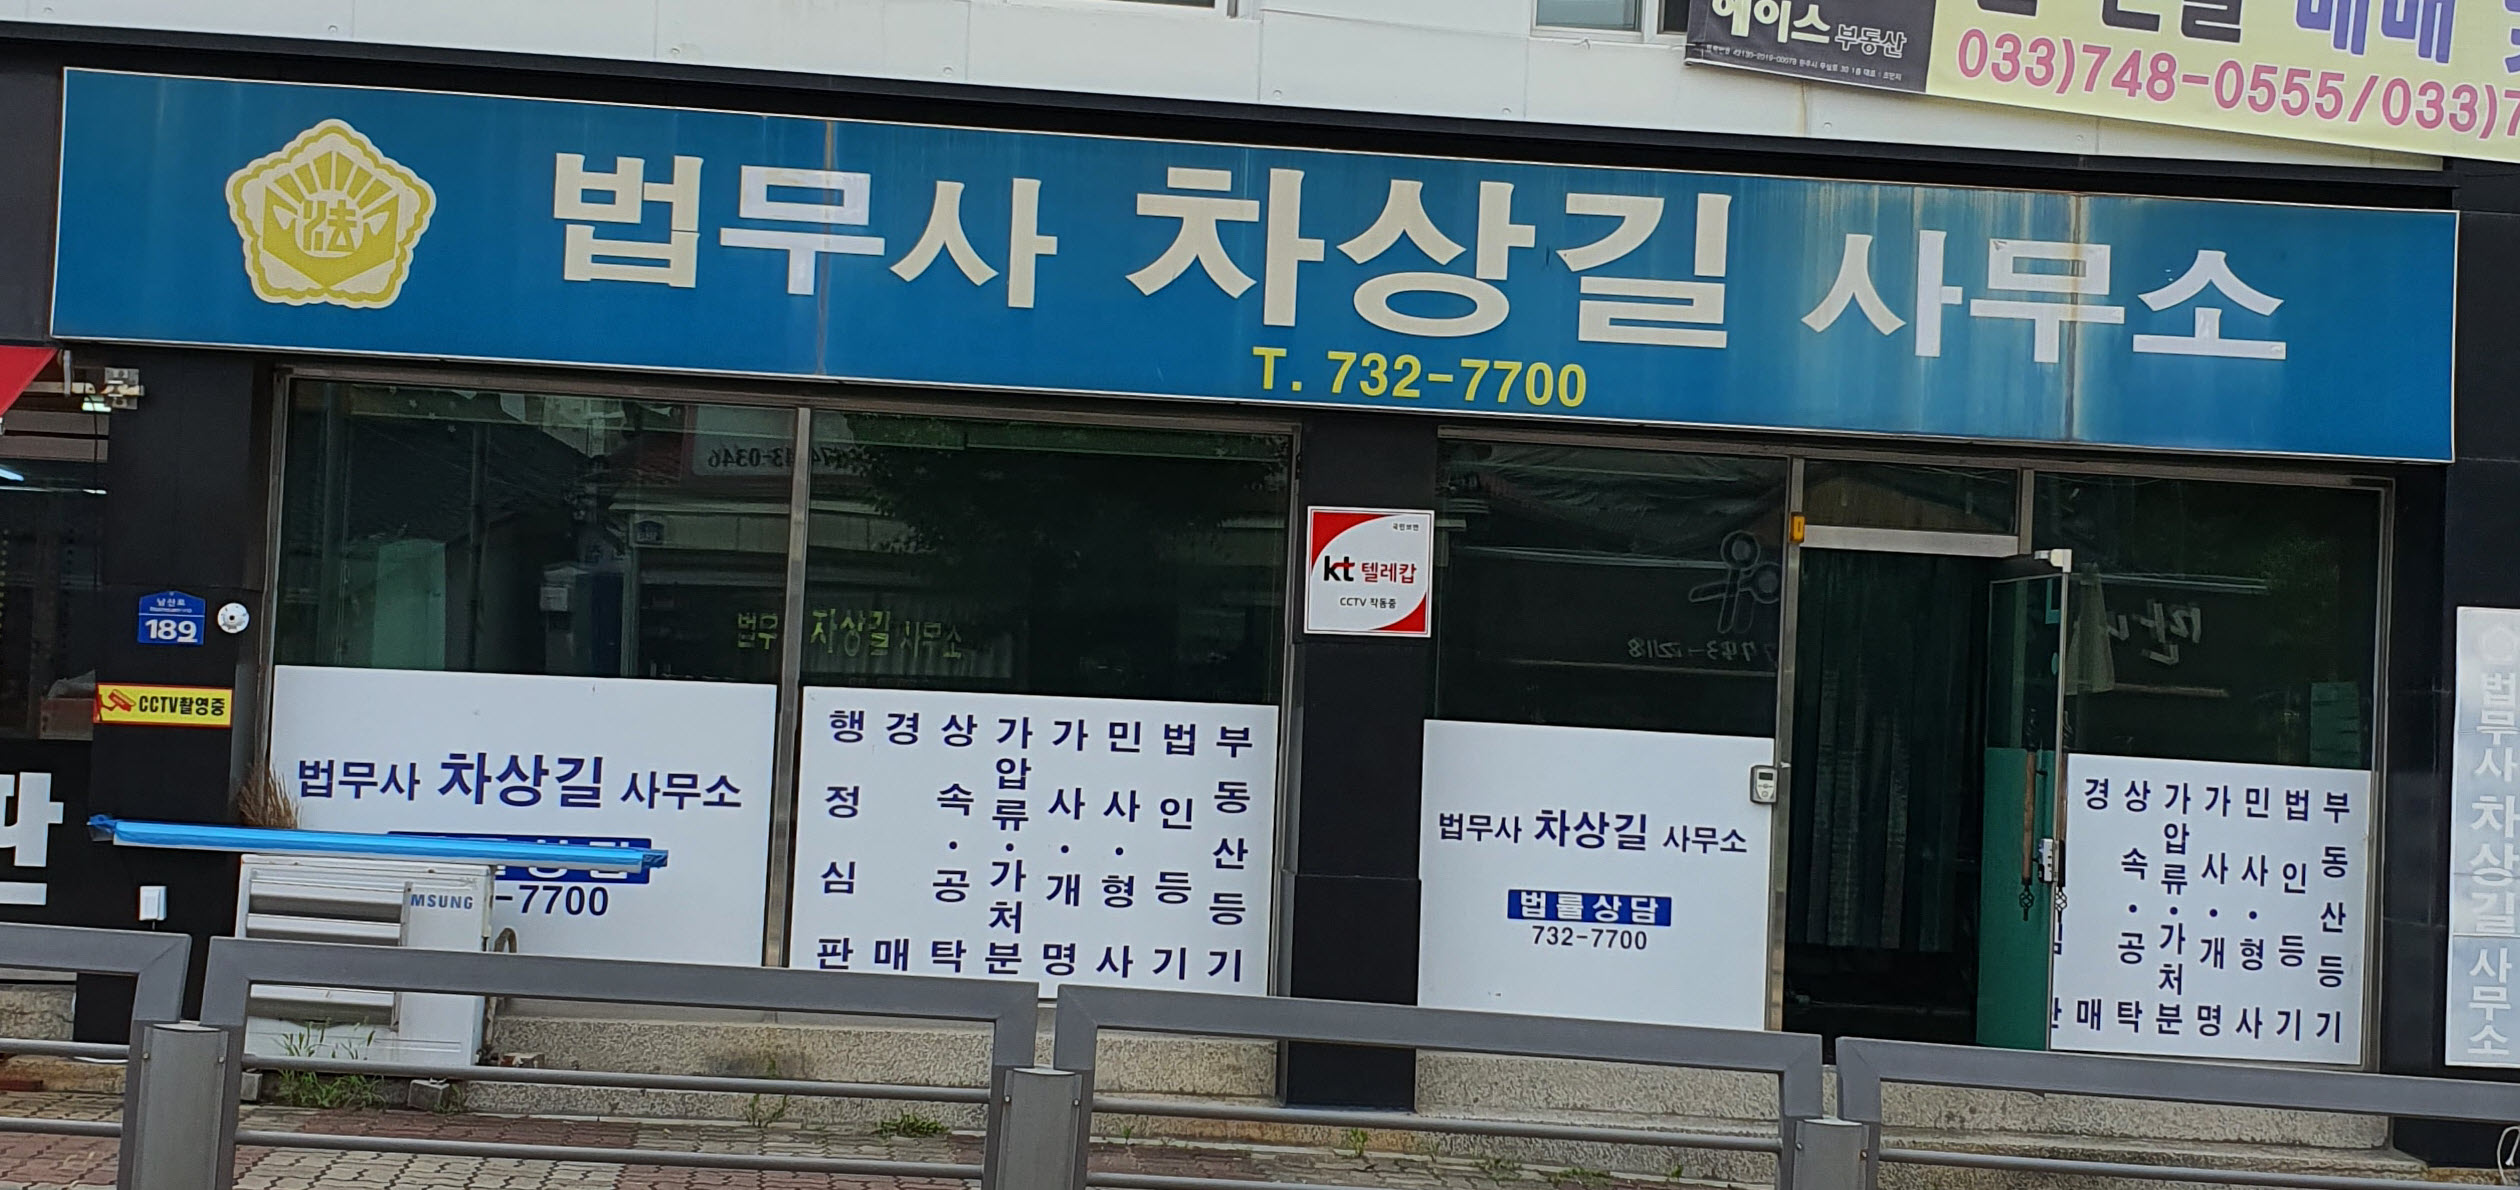 헤이스 부동산
매매
033)748-0555/033)7
법무사 차상길 사무소
T. 732-7700
法
kt 텔레캅
CCTV 작동중
남산로
189
CCTV촬영중
법무사 차상길 사무소
-7700
MSUNG
부동산등기
법인등기
민사·형사
가사·개명
가압류·가처분
상속·공탁
경매
행정심판
법무사 차상길 사무소
법률상담
732-7700
부동산등기
법인등기
민사·형사
가사·개명
가압류·가처분
상속·공탁
경매
법무사 차상길 사무소